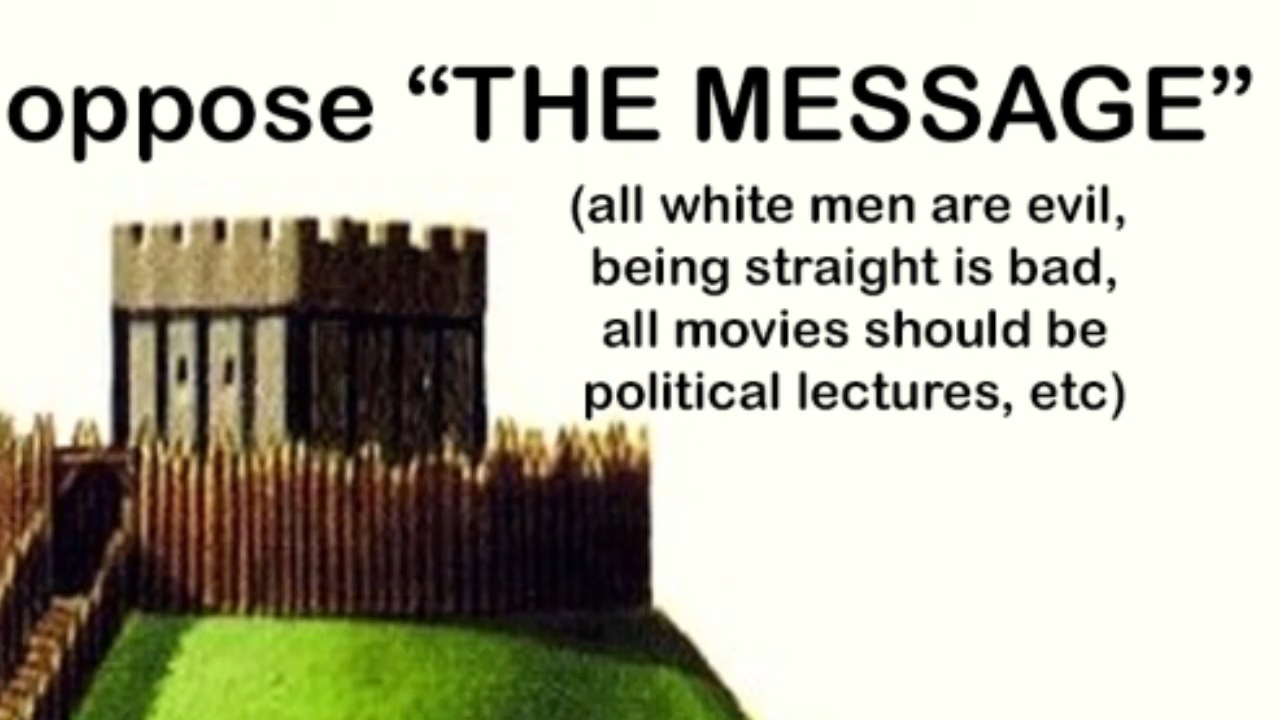 oppose “THE MESSAGE”
(all white men are evil,
being straight is bad,
all movies should be
political lectures, etc)